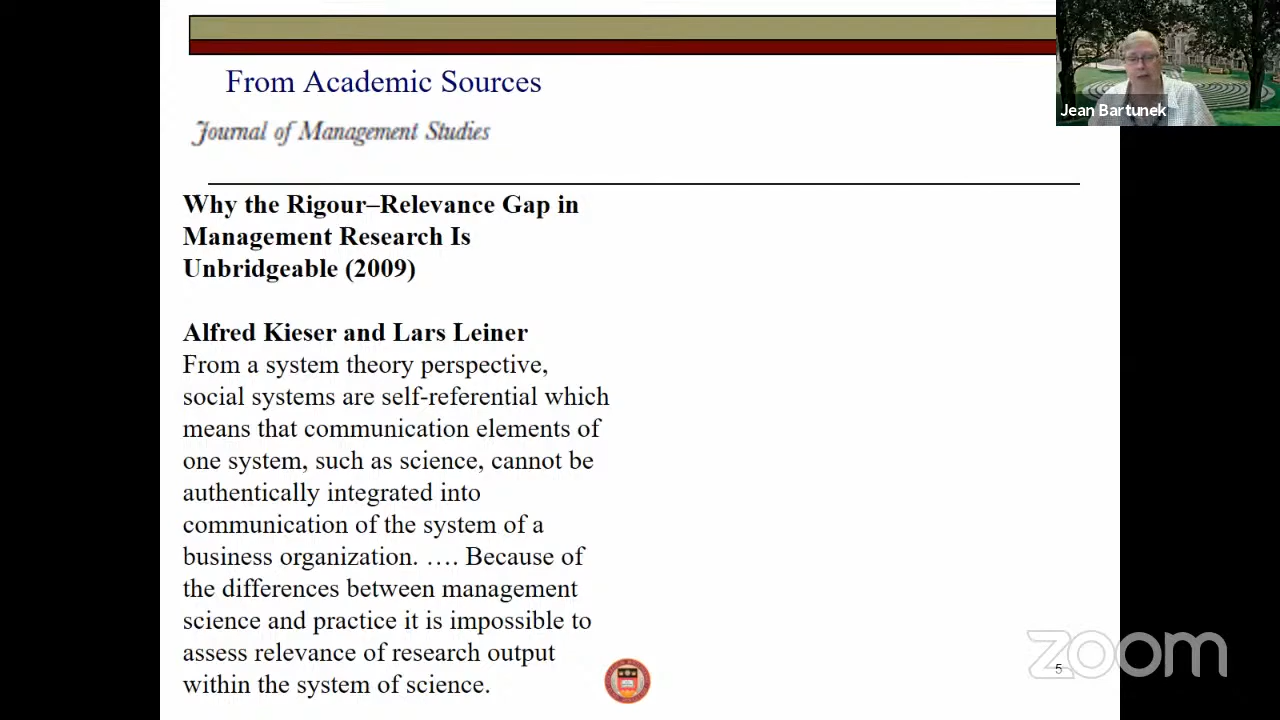 From Academic Sources
Journal of Management Studies
Why the Rigour–Relevance Gap in
Management Research Is
Unbridgeable (2009)
Alfred Kieser and Lars Leiner
From a system theory perspective,
social systems are self-referential which
means that communication elements of
one system, such as science, cannot be
authentically integrated into
communication of the system of a
business organization. …. Because of
the differences between management
science and practice it is impossible to
assess relevance of research output
within the system of science.
Jean Bartunek
zoom
5